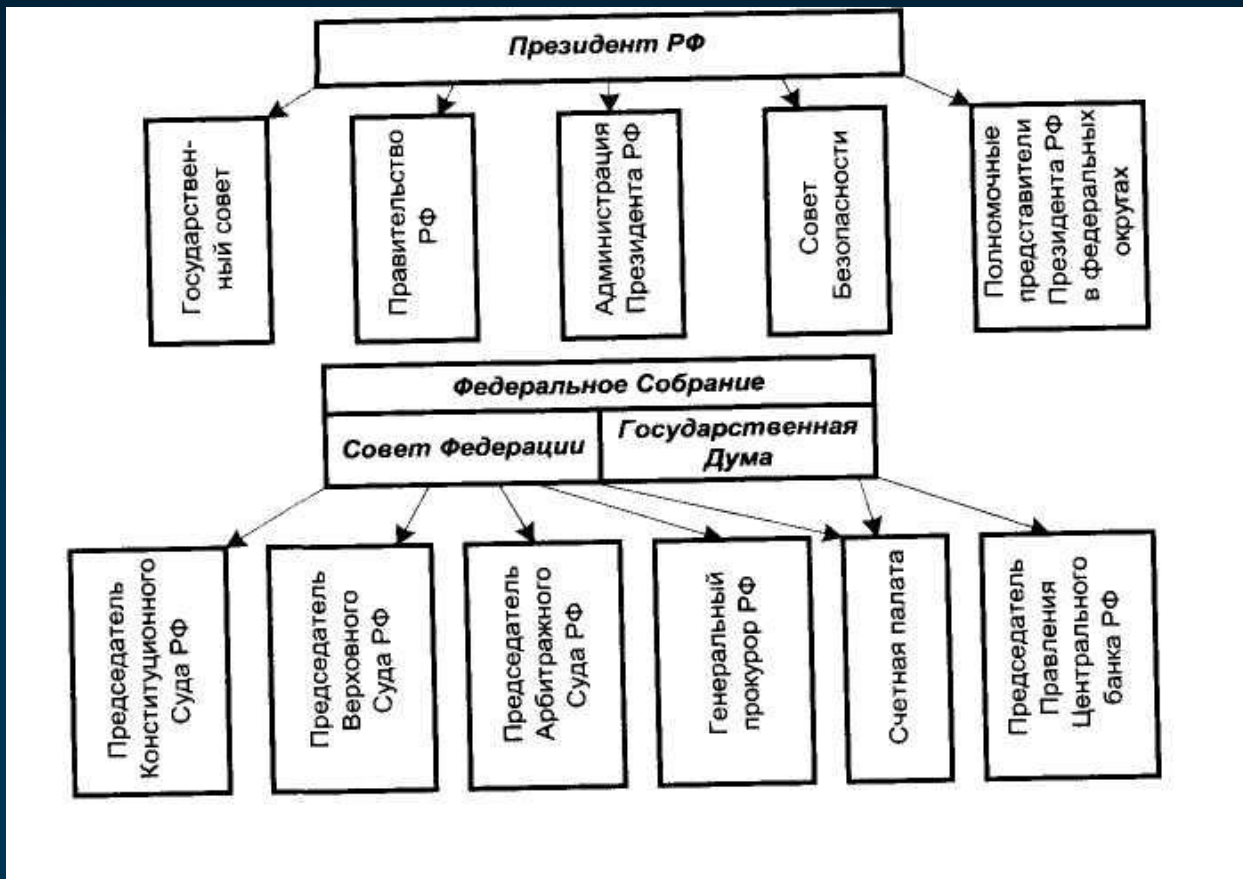 Президент РФ
Государствен-
ный совет
Правительство
РФ
Администрация
Президента РФ
Совет
Безопасности
Полномочные
представители
Президента РФ
в федеральных
округах
Федеральное Собрание
Совет Федерации
Государственная
Дума
Председатель
Конституционного
Суда РФ
Председатель
Верховного
Суда РФ
Председатель
Арбитражного
Суда РФ
Генеральный
прокурор РФ
Счетная палата
Председатель
Правления
Центрального
банка РФ